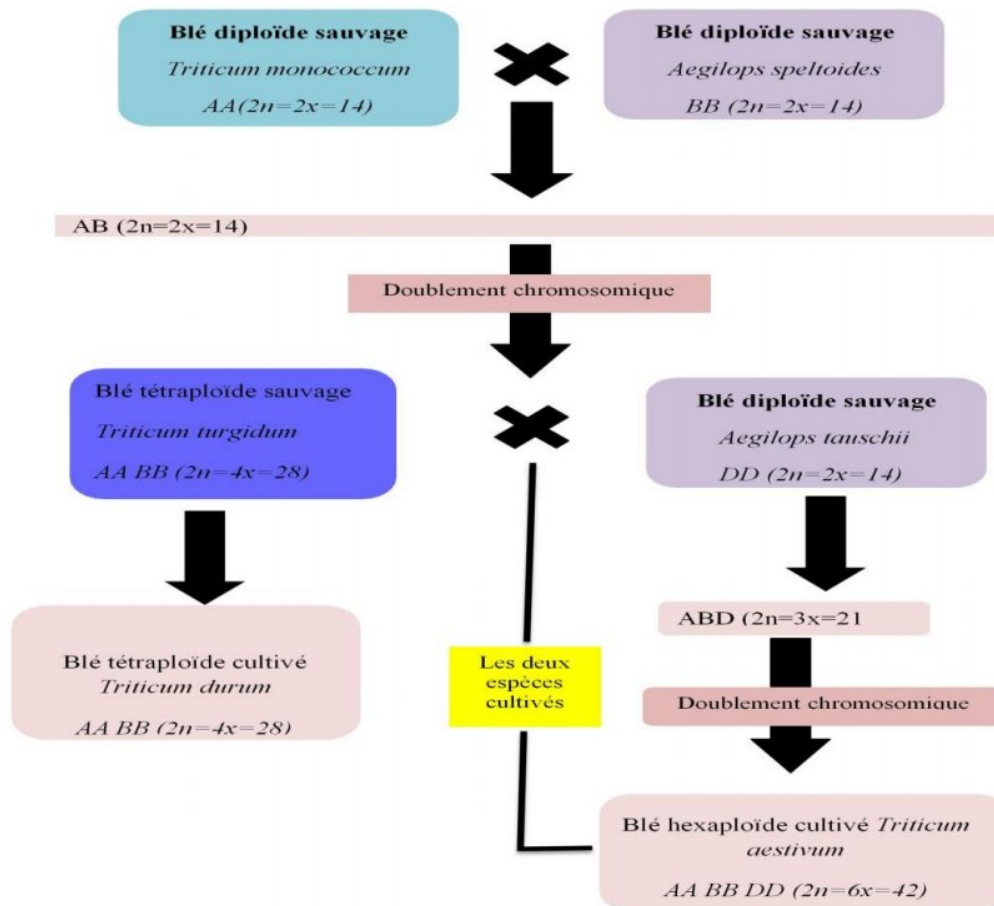 Blé diploïde sauvage
Triticum monococcum
AA(2n=2x=14)
Blé diploïde sauvage
Aegilops speltoides
BB (2n=2x=14)
AB (2n=2x=14)
Doublement chromosomique
Blé tétraploïde sauvage
Triticum turgidum
AA BB (2n=4x=28)
Blé diploïde sauvage
Aegilops tauschii
DD (2n=2x=14)
Blé tétraploïde cultivé
Triticum durum
AA BB (2n=4x=28)
Les deux
espèces
cultivés
ABD (2n=3x=21
Doublement chromosomique
Blé hexaploïde cultivé Triticum
aestivum
AA BB DD (2n=6x=42)